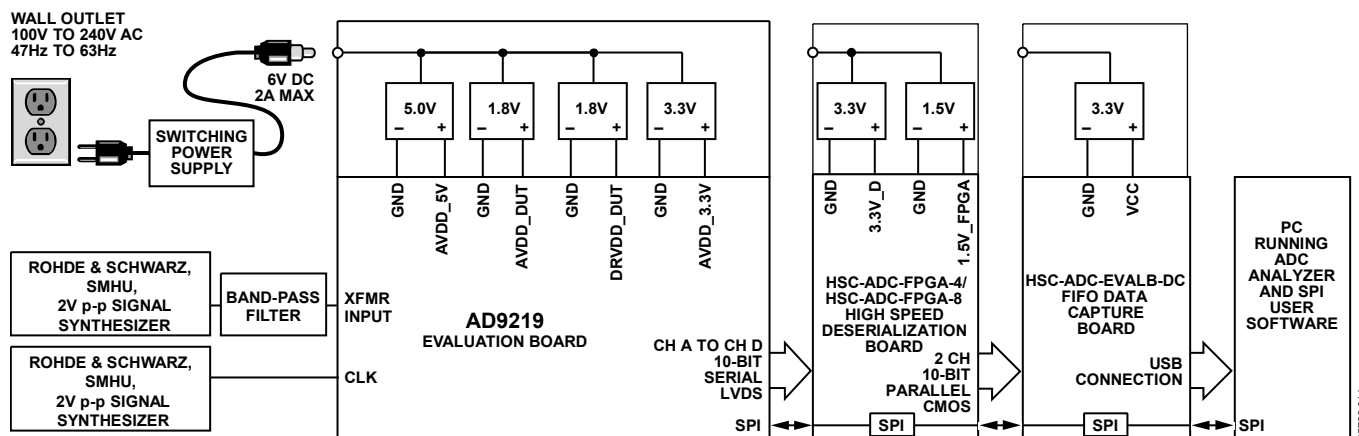 WALL OUTLET
100V TO 240V AC
47Hz TO 63Hz
6V DC
2A MAX
SWITCHING
POWER
SUPPLY
5.0V
– +
1.8V
– +
1.8V
– +
3.3V
– +
3.3V
– +
1.5V
– +
3.3V
– +
GND
AVDD_5V
GND
AVDD_DUT
GND
DRVDD_DUT
GND
AVDD_3.3V
GND
3.3V_D
GND
1.5V_FPGA
GND
VCC
ROHDE & SCHWARZ,
SMHU,
2V p-p SIGNAL
SYNTHESIZER
BAND-PASS
FILTER
XFMR
INPUT
AD9219
EVALUATION BOARD
ROHDE & SCHWARZ,
SMHU,
2V p-p SIGNAL
SYNTHESIZER
CLK
CH A TO CH D
10-BIT
SERIAL
LVDS
SPI
HSC-ADC-FPGA-4/
HSC-ADC-FPGA-8
HIGH SPEED
DESERIALIZATION
BOARD
2 CH
10-BIT
PARALLEL
CMOS
SPI
HSC-ADC-EVALB-DC
FIFO DATA
CAPTURE
BOARD
USB
CONNECTION
SPI
PC
RUNNING
ADC
ANALYZER
AND SPI
USER
SOFTWARE
SPI